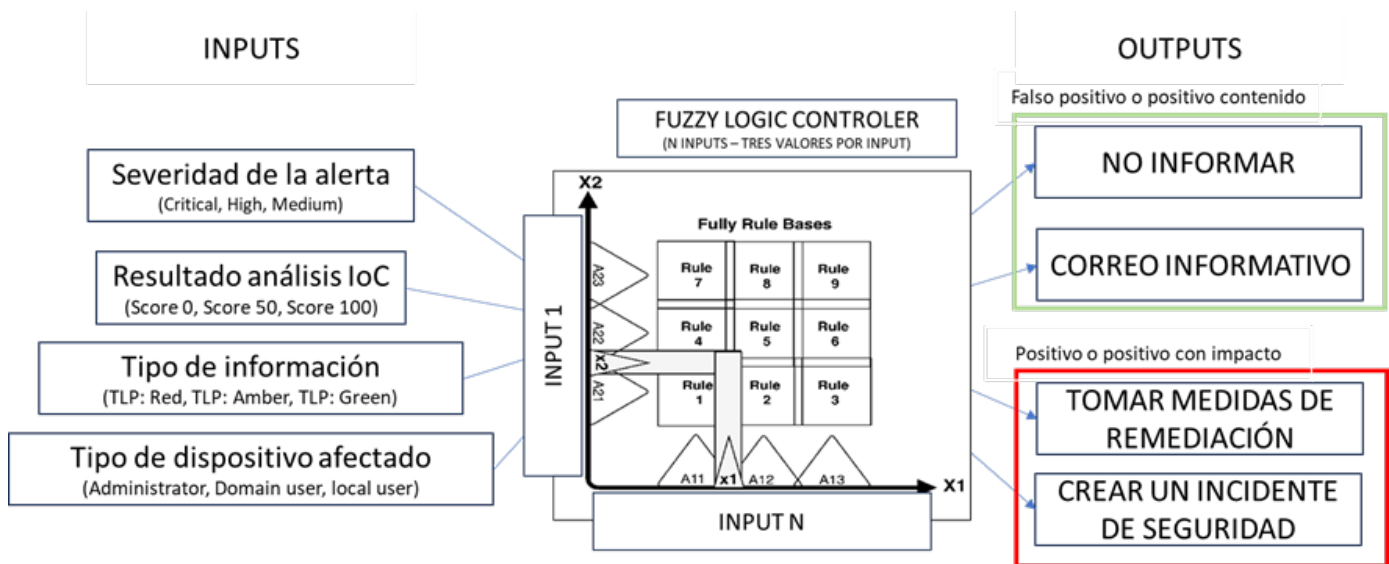 INPUTS
OUTPUTS
Severidad de la alerta
(Critical, High, Medium)
Resultado análisis IoC
(Score 0, Score 50, Score 100)
Tipo de información
(TLP: Red, TLP: Amber, TLP: Green)
Tipo de dispositivo afectado
(Administrator, Domain user, local user)
FUZZY LOGIC CONTROLER
(N INPUTS – TRES VALORES POR INPUT)
INPUT 1
X2
Fully Rule Bases
A23
Rule
7
Rule
8
Rule
9
A22
Rule
4
Rule
5
Rule
6
x2
A21
Rule
1
Rule
2
Rule
3
A11
x1
A12
A13
X1
INPUT N
Falso positivo o positivo contenido
NO INFORMAR
CORREO INFORMATIVO
Positivo o positivo con impacto
TOMAR MEDIDAS DE
REMEDIACIÓN
CREAR UN INCIDENTE
DE SEGURIDAD